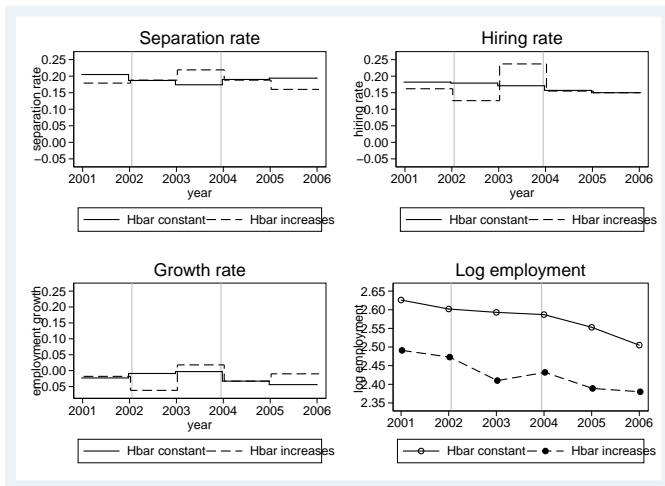 Separation rate
separation rate
0.25
0.20
0.15
0.10
0.05
0.00
−0.05
2001 2002 2003 2004 2005 2006
year
Hbar constant Hbar increases
Hiring rate
hiring rate
0.25
0.20
0.15
0.10
0.05
0.00
−0.05
2001 2002 2003 2004 2005 2006
year
Hbar constant Hbar increases
Growth rate
employment growth
0.25
0.20
0.15
0.10
0.05
0.00
0.05
2001 2002 2003 2004 2005 2006
year
Hbar constant Hbar increases
Log employment
log employment
2.65
2.60
2.55
2.50
2.45
2.40
2.35
2001 2002 2003 2004 2005 2006
Hbar constant Hbar increases